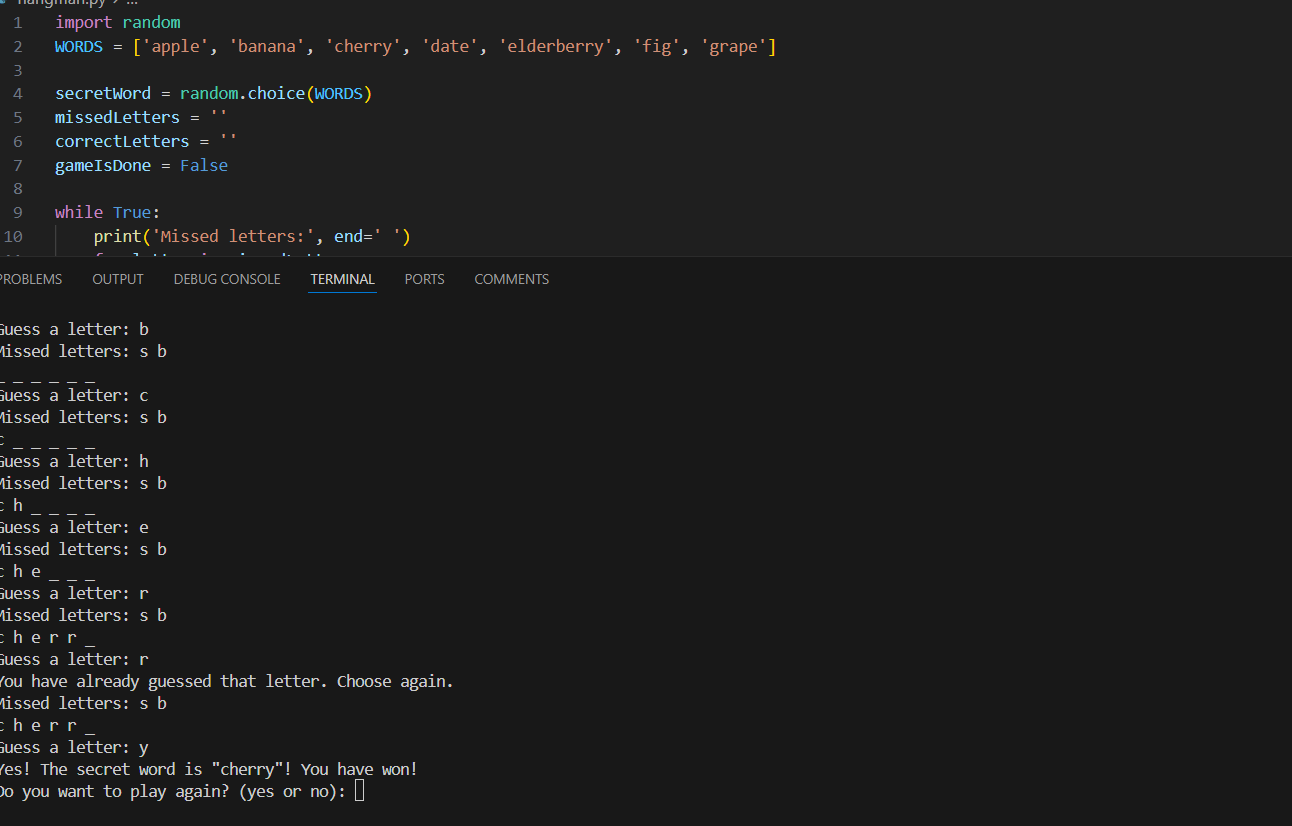 hangman.py > ...
1 import random
2 WORDS = ['apple', 'banana', 'cherry', 'date', 'elderberry', 'fig', 'grape']
3
4 secretWord = random.choice(WORDS)
5 missedLetters = ''
6 correctLetters = ''
7 gameIsDone = False
8
9 while True:
10 print('Missed letters:', end=' ')
PROBLEMS OUTPUT DEBUG CONSOLE TERMINAL PORTS COMMENTS
Guess a letter: b
Missed letters: s b
_ _ _ _ _ _
Guess a letter: c
Missed letters: s b
c _ _ _ _ _
Guess a letter: h
Missed letters: s b
c h _ _ _ _
Guess a letter: e
Missed letters: s b
c h e _ _ _
Guess a letter: r
Missed letters: s b
c h e r r _
Guess a letter: r
You have already guessed that letter. Choose again.
Missed letters: s b
c h e r r _
Guess a letter: y
Yes! The secret word is "cherry"! You have won!
Do you want to play again? (yes or no):